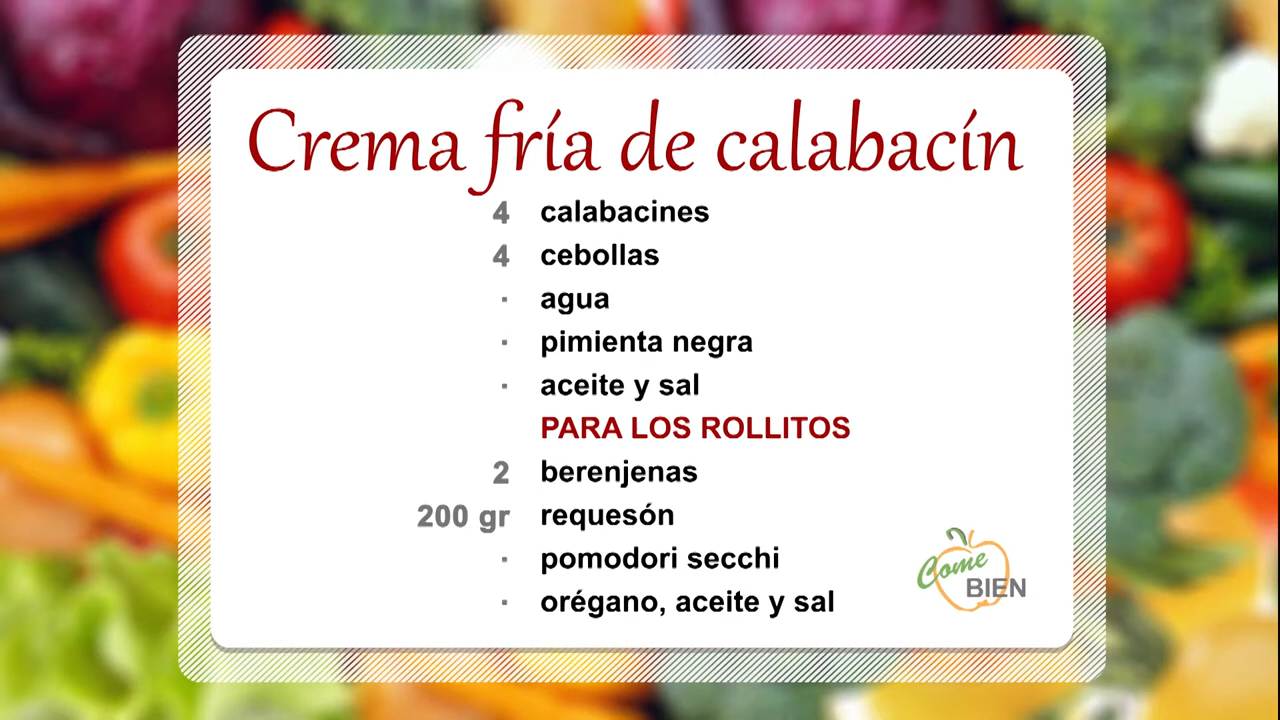 Crema fría de calabacín
4 calabacines
4 cebollas
· agua
· pimienta negra
· aceite y sal
PARA LOS ROLLITOS
2 berenjenas
200 gr requesón
· pomodori secchi
· orégano, aceite y sal
Come
BIEN